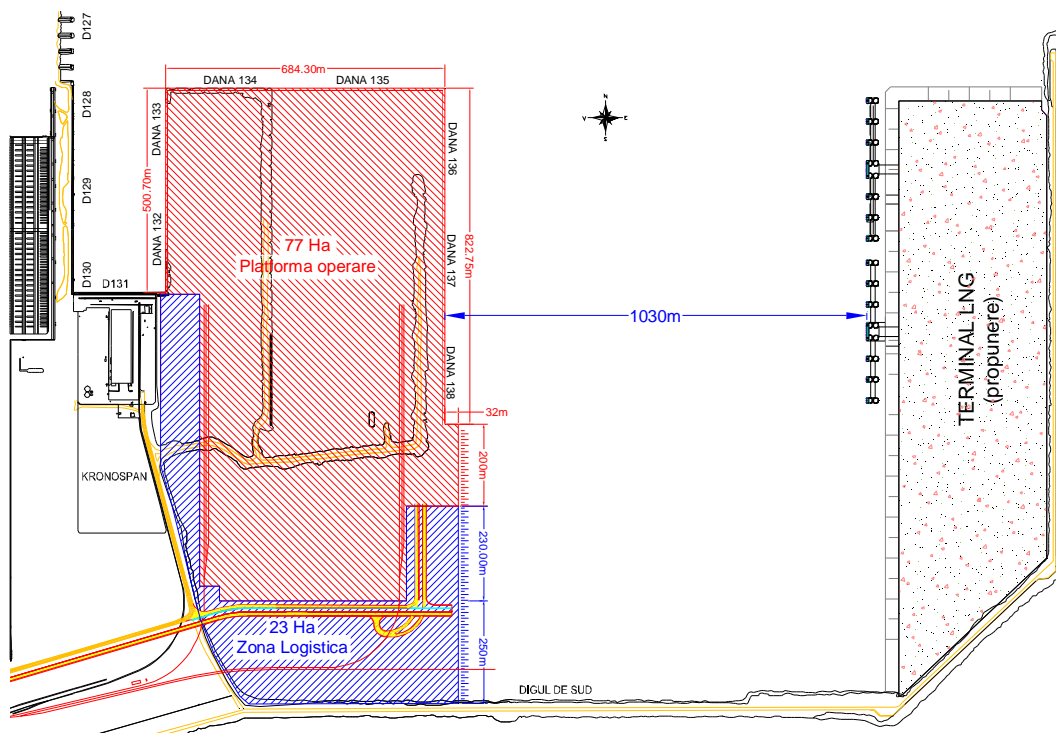 D127
D128
D129
D130
D131
684.30m
DANA 134
DANA 135
DANA 133
500.70m
DANA 132
DANA 136
822.75m
DANA 137
DANA 138
77 Ha
Platforma operare
N
V
E
S
1030m
32m
200m
230.00m
250m
KRONOSPAN
23 Ha
Zona Logistica
DIGUL DE SUD
TERMINAL LNG
(propunere)